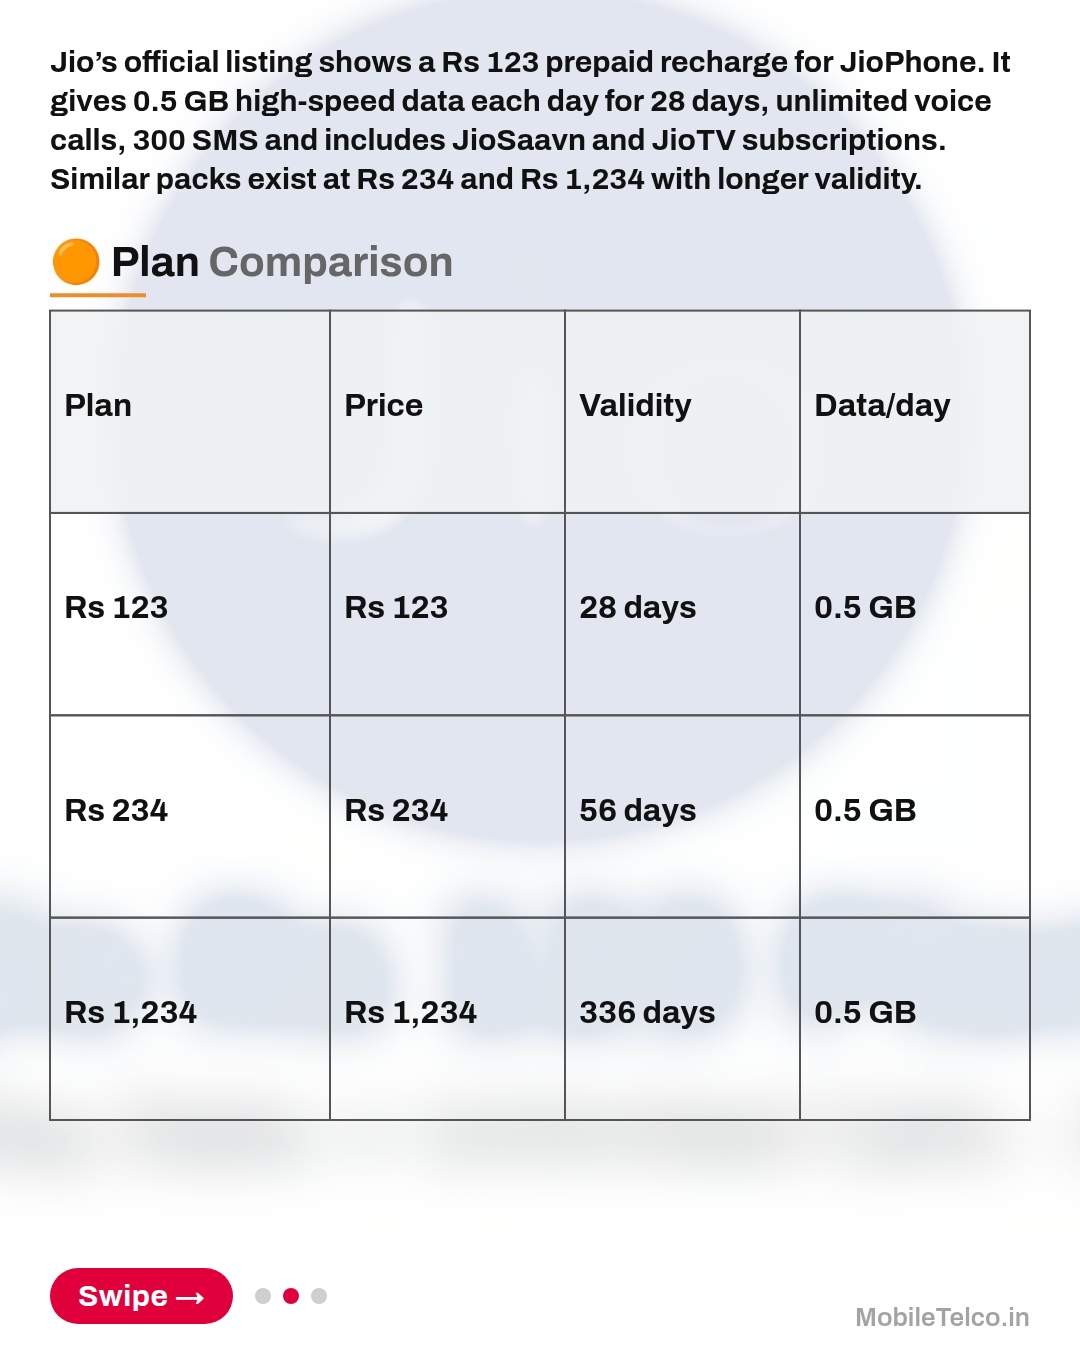 Jio’s official listing shows a Rs 123 prepaid recharge for JioPhone. It
gives 0.5 GB high-speed data each day for 28 days, unlimited voice
calls, 300 SMS and includes JioSaavn and JioTV subscriptions.
Similar packs exist at Rs 234 and Rs 1,234 with longer validity.
Plan Comparison
Plan Price Validity Data/day
Rs 123 Rs 123 28 days 0.5 GB
Rs 234 Rs 234 56 days 0.5 GB
Rs 1,234 Rs 1,234 336 days 0.5 GB
Swipe →
MobileTelco.in